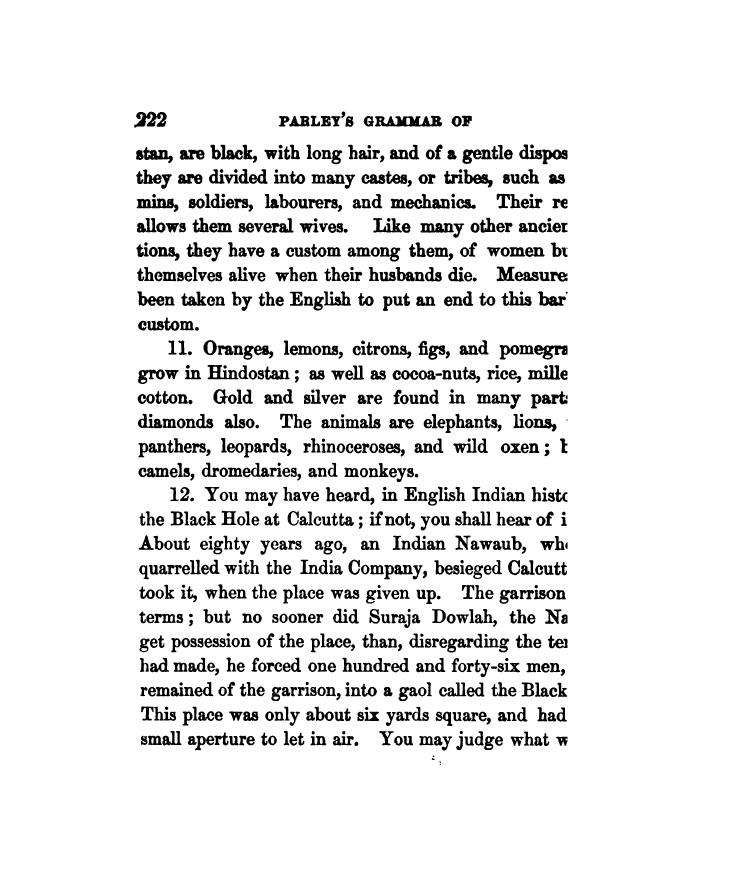 222 PARLEY'S GRAMMAR OF
stan, are black, with long hair, and of a gentle dispos
they are divided into many castes, or tribes, such as
mins, soldiers, labourers, and mechanics. Their re
allows them several wives. Like many other ancien
tions, they have a custom among them, of women bu
themselves alive when their husbands die. Measure
been taken by the English to put an end to this bar
custom.
11. Oranges, lemons, citrons, figs, and pomegra
grow in Hindostan; as well as cocoa-nuts, rice, mille
cotton. Gold and silver are found in many part
diamonds also. The animals are elephants, lions,
panthers, leopards, rhinoceroses, and wild oxen;
camels, dromedaries, and monkeys.
12. You may have heard, in English Indian histo
the Black Hole at Calcutta; if not, you shall hear of i
About eighty years ago, an Indian Nawaub, wh
quarrelled with the India Company, besieged Calcutt
took it, when the place was given up. The garrison
terms; but no sooner did Suraja Dowlah, the Na
get possession of the place, than, disregarding the te
had made, he forced one hundred and forty-six men,
remained of the garrison, into a gaol called the Black
This place was only about six yards square, and had
small aperture to let in air. You may judge what w